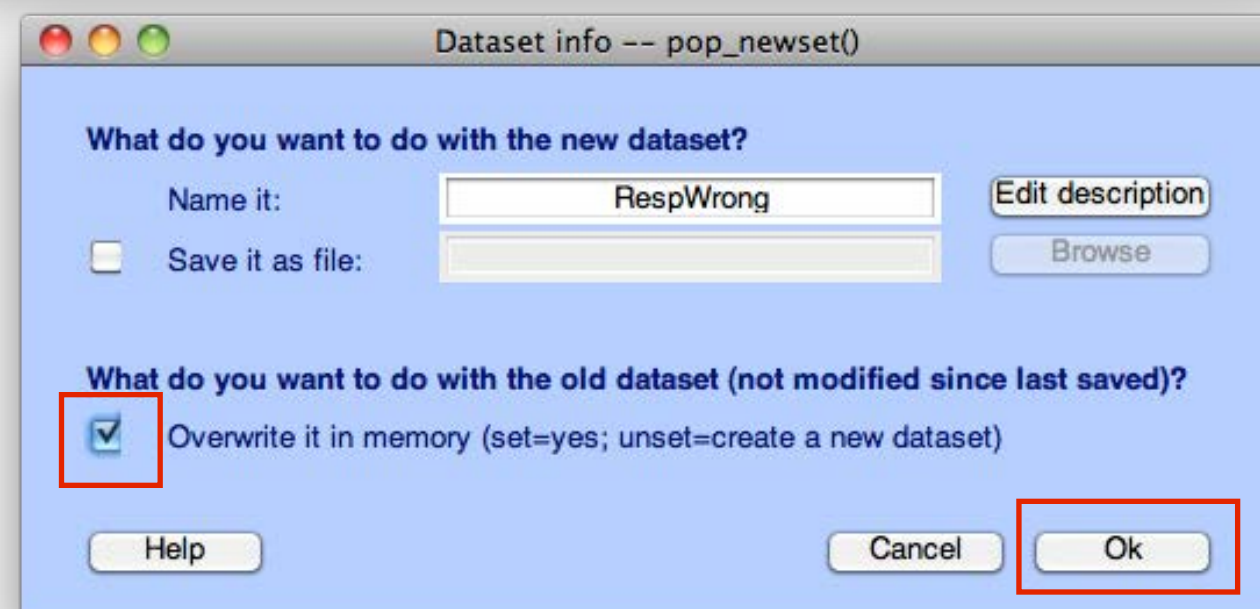 Dataset info -- pop_newset()
What do you want to do with the new dataset?
Name it: RespWrong Edit description
Save it as file: Browse
What do you want to do with the old dataset (not modified since last saved)?
Overwrite it in memory (set=yes; unset=create a new dataset)
Help Cancel Ok